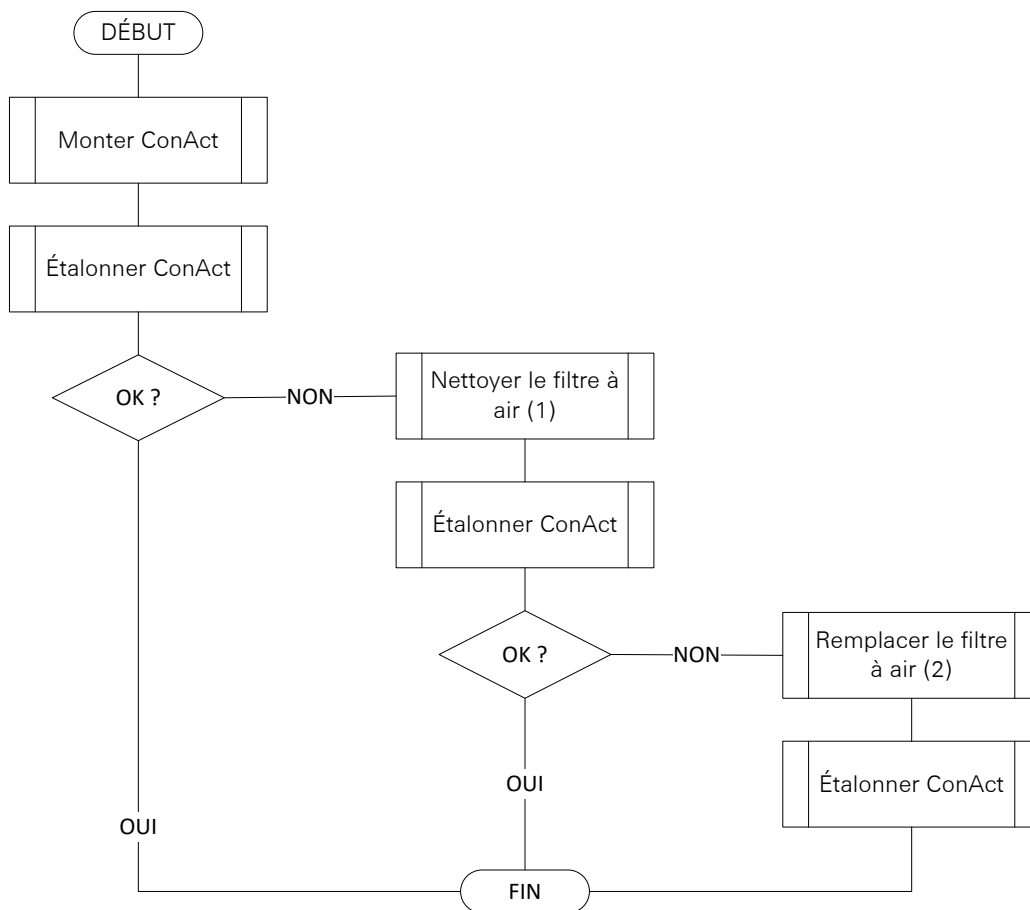 DÉBUT
Monter ConAct
Étalonner ConAct
OK ?
NON
Nettoyer le filtre à
air (1)
Étalonner ConAct
OK ?
NON
Remplacer le filtre
à air (2)
Étalonner ConAct
OUI
OUI
FIN